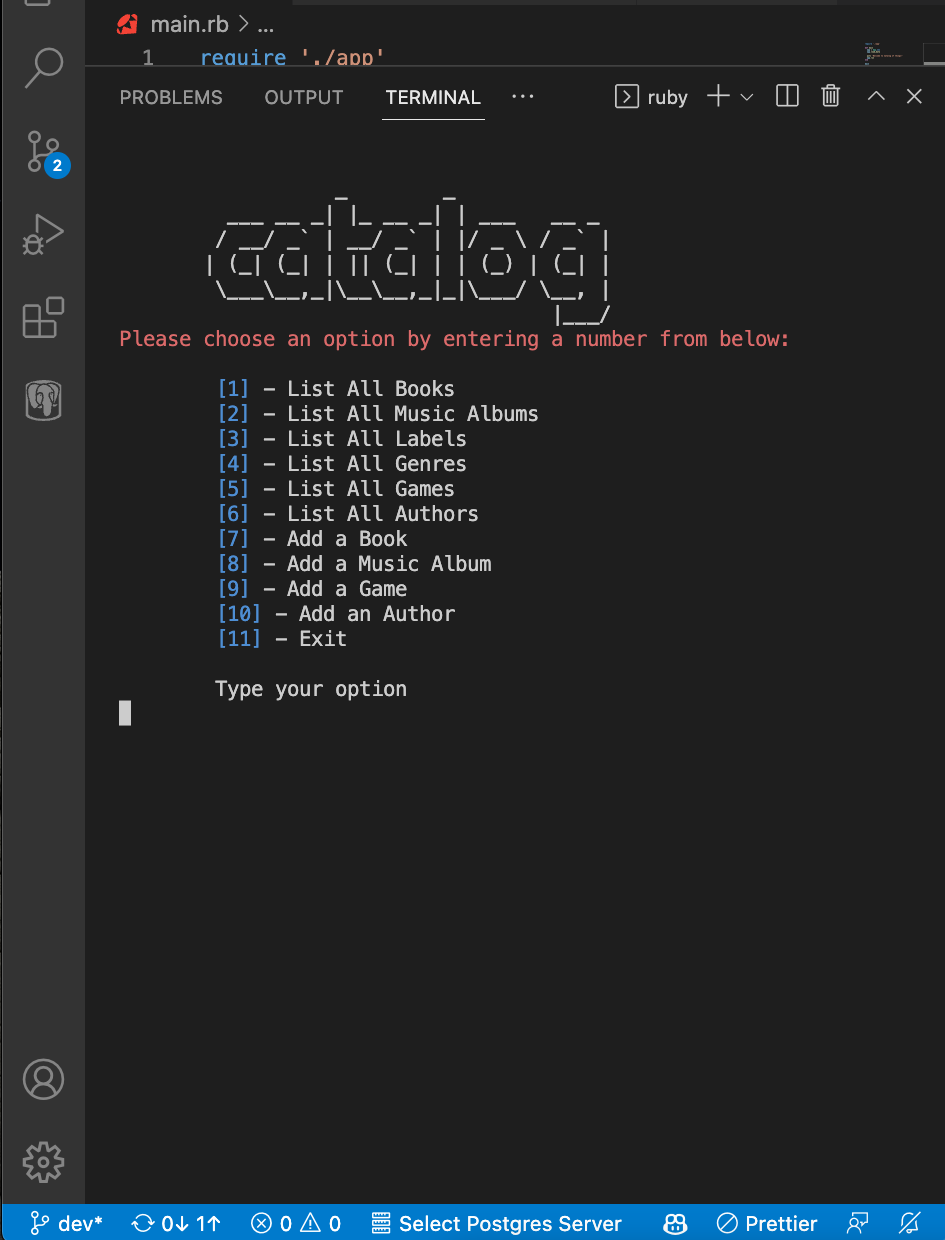 main.rb > ...
1 require './app'
PROBLEMS OUTPUT TERMINAL ... ruby
2
catalog
Please choose an option by entering a number from below:
[1] – List All Books
[2] – List All Music Albums
[3] – List All Labels
[4] – List All Genres
[5] – List All Games
[6] – List All Authors
[7] – Add a Book
[8] – Add a Music Album
[9] – Add a Game
[10] – Add an Author
[11] – Exit
Type your option
dev* 0↓ 1↑ 0 0 Select Postgres Server Prettier